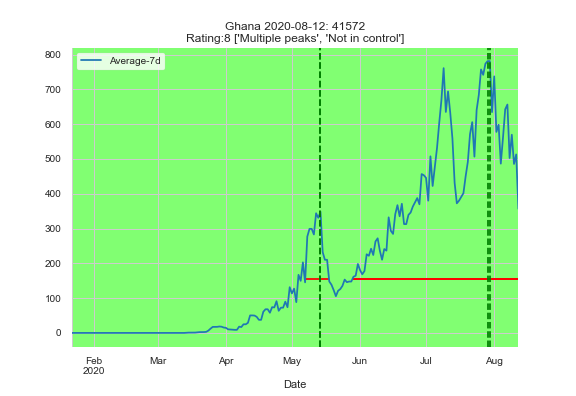 Ghana 2020-08-12: 41572
Rating:8 ['Multiple peaks', 'Not in control']
Average-7d
800
700
600
500
400
300
200
100
0
Feb
2020
Mar
Apr
May
Jun
Jul
Aug
Date